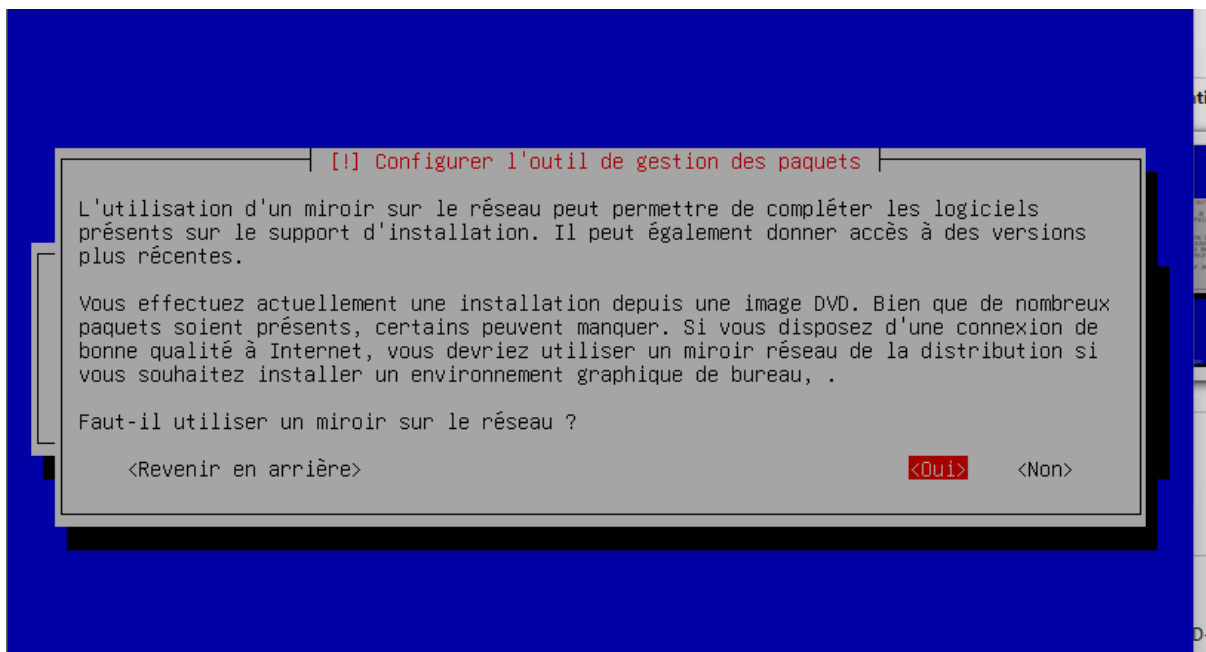 [!] Configurer l'outil de gestion des paquets
L'utilisation d'un miroir sur le réseau peut permettre de compléter les logiciels
présents sur le support d'installation. Il peut également donner accès à des versions
plus récentes.
Vous effectuez actuellement une installation depuis une image DVD. Bien que de nombreux
paquets soient présents, certains peuvent manquer. Si vous disposez d'une connexion de
bonne qualité à Internet, vous devriez utiliser un miroir réseau de la distribution si
vous souhaitez installer un environnement graphique de bureau, .
Faut-il utiliser un miroir sur le réseau ?
<Revenir en arrière> <Oui> <Non>